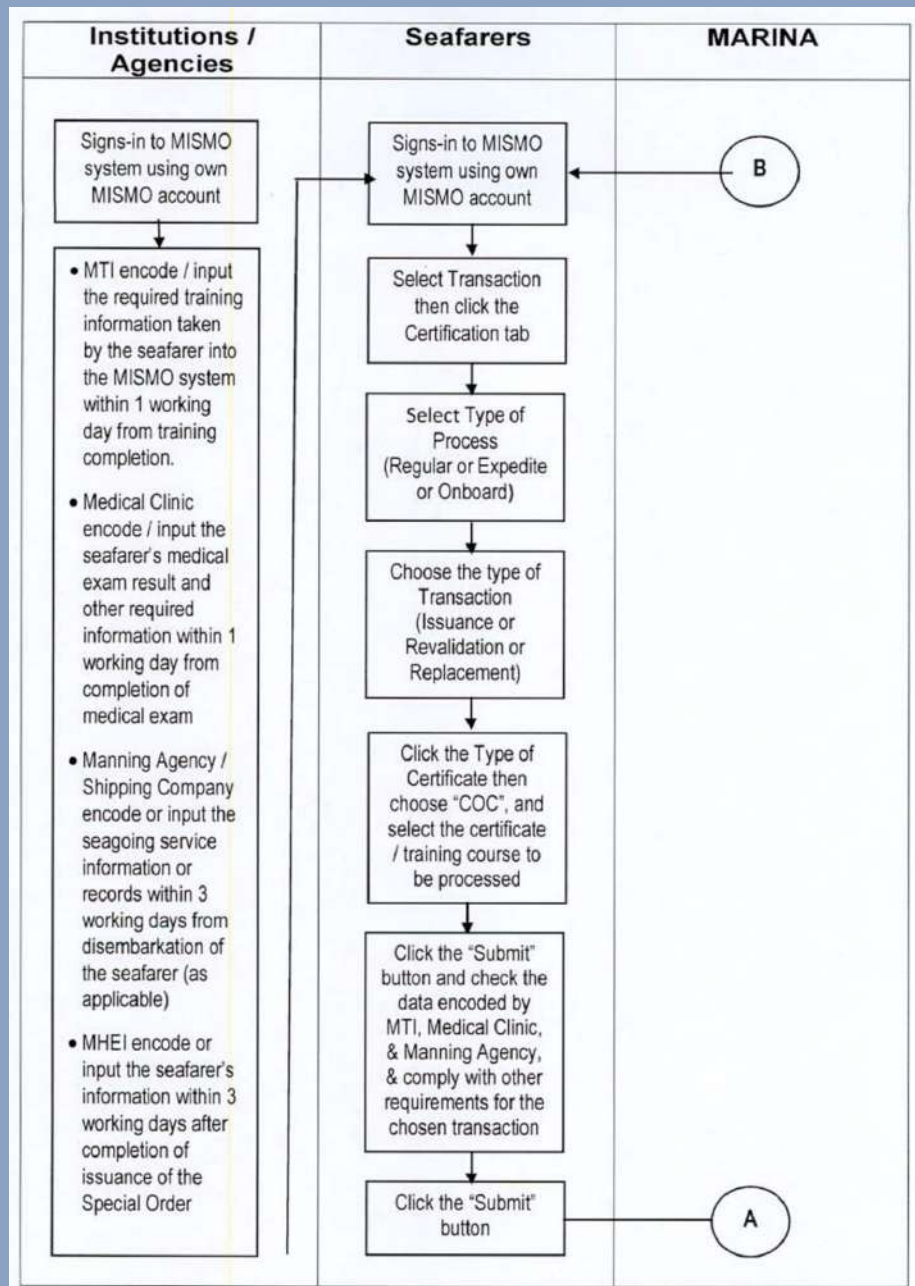 Institutions /
Agencies
Seafarers
MARINA
Signs-in to MISMO
system using own
MISMO account
• MTI encode / input
the required training
information taken
by the seafarer into
the MISMO system
within 1 working
day from training
completion.
• Medical Clinic
encode / input the
seafarer's medical
exam result and
other required
information within 1
working day from
completion of
medical exam
• Manning Agency /
Shipping Company
encode or input the
seagoing service
information or
records within 3
working days from
disembarkation of
the seafarer (as
applicable)
• MHEI encode or
input the seafarer's
information within 3
working days after
completion of
issuance of the
Special Order
Signs-in to MISMO
system using own
MISMO account
Select Transaction
then click the
Certification tab
Select Type of
Process
(Regular or Expedite
or Onboard)
Choose the type of
Transaction
(Issuance or
Revalidation or
Replacement)
Click the Type of
Certificate then
choose “COC”, and
select the certificate
/ training course to
be processed
Click the “Submit”
button and check the
data encoded by
MTI, Medical Clinic,
& Manning Agency,
& comply with other
requirements for the
chosen transaction
Click the “Submit”
button
B
A